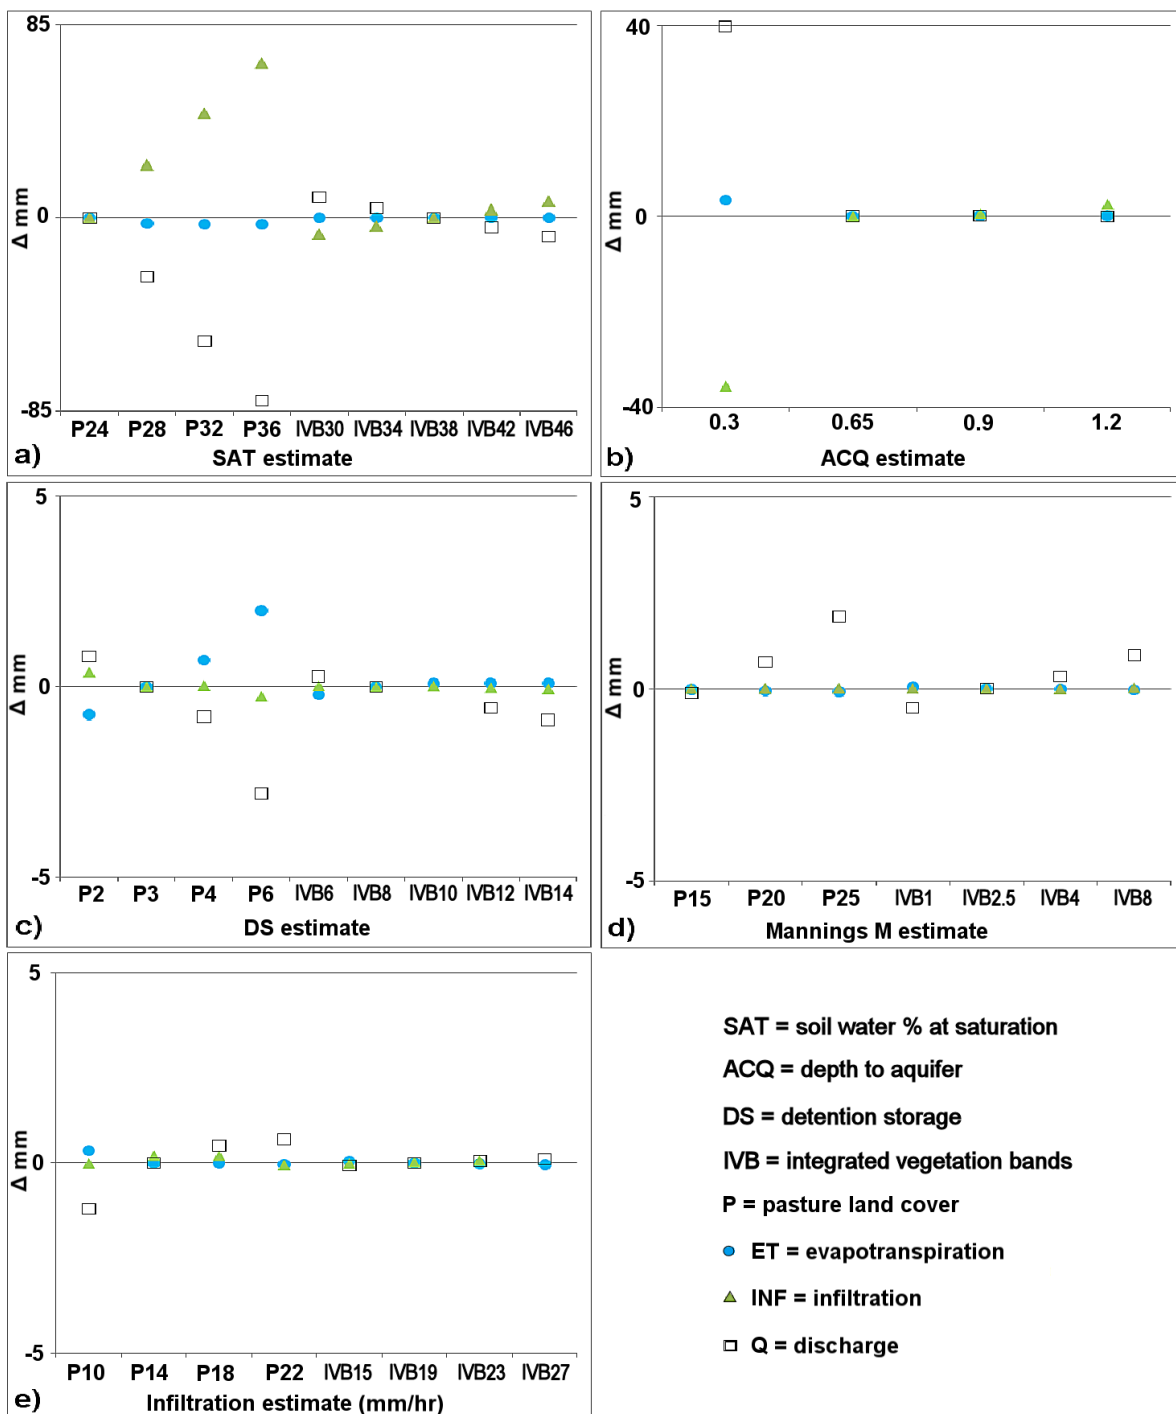 85
0
-85
Δ mm
P24 P28 P32 P36 IVB30 IVB34 IVB38 IVB42 IVB46
a) SAT estimate
40
0
-40
Δ mm
0.3 0.65 0.9 1.2
b) ACQ estimate
5
0
-5
Δ mm
P2 P3 P4 P6 IVB6 IVB8 IVB10 IVB12 IVB14
c) DS estimate
5
0
-5
Δ mm
P15 P20 P25 IVB1 IVB2.5 IVB4 IVB8
d) Mannings M estimate
5
0
-5
Δ mm
P10 P14 P18 P22 IVB15 IVB19 IVB23 IVB27
e) Infiltration estimate (mm/hr)
SAT = soil water % at saturation
ACQ = depth to aquifer
DS = detention storage
IVB = integrated vegetation bands
P = pasture land cover
ET = evapotranspiration
INF = infiltration
Q = discharge